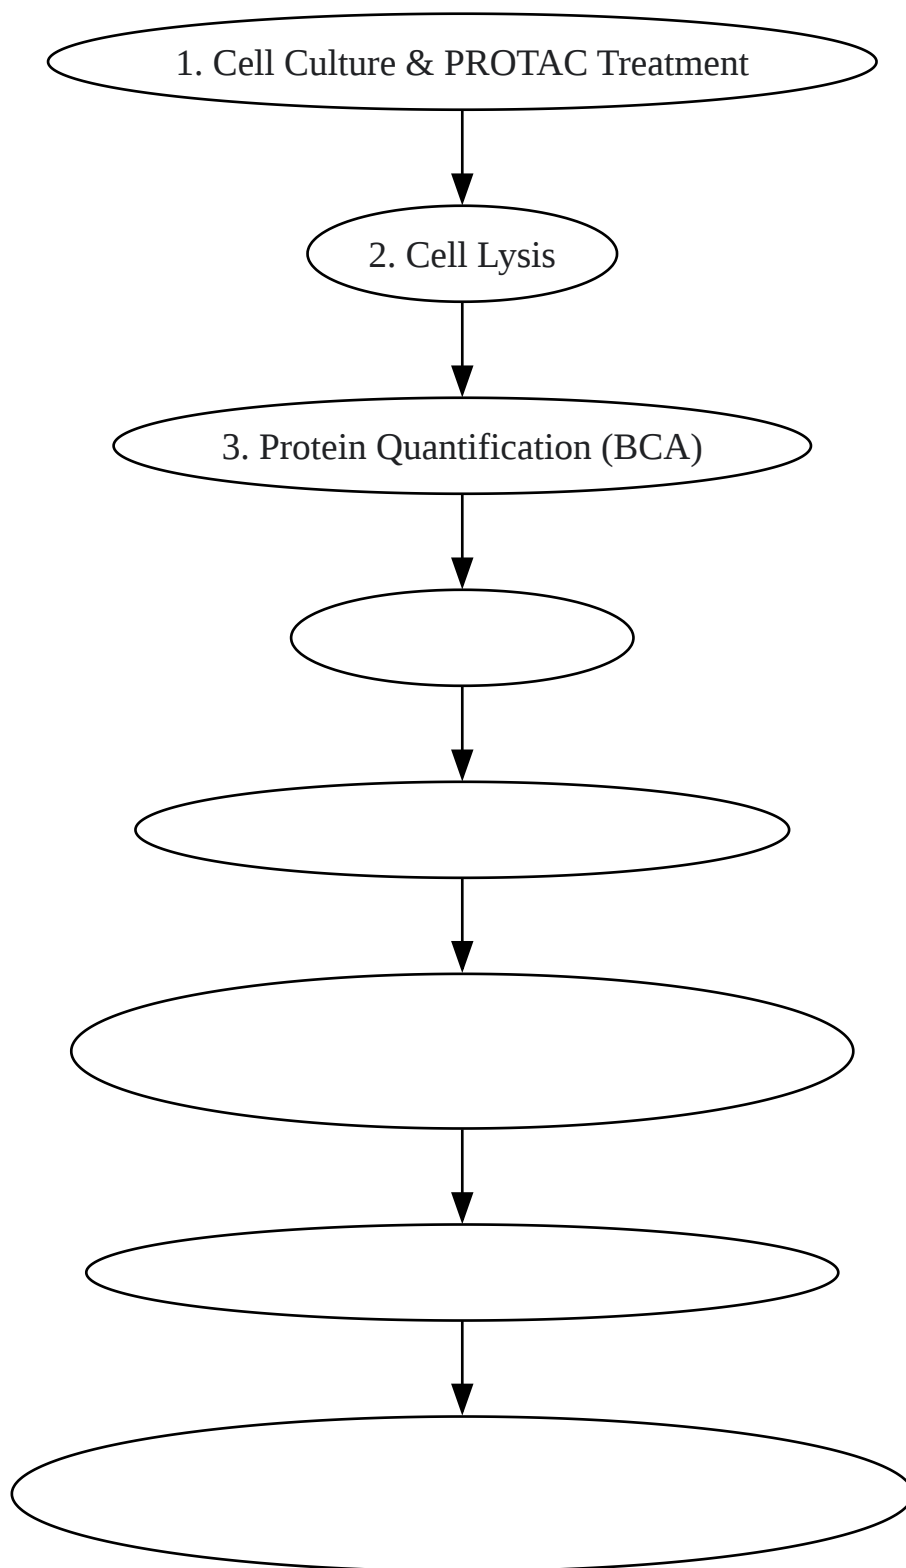 1. Cell Culture & PROTAC Treatment
2. Cell Lysis
3. Protein Quantification (BCA)